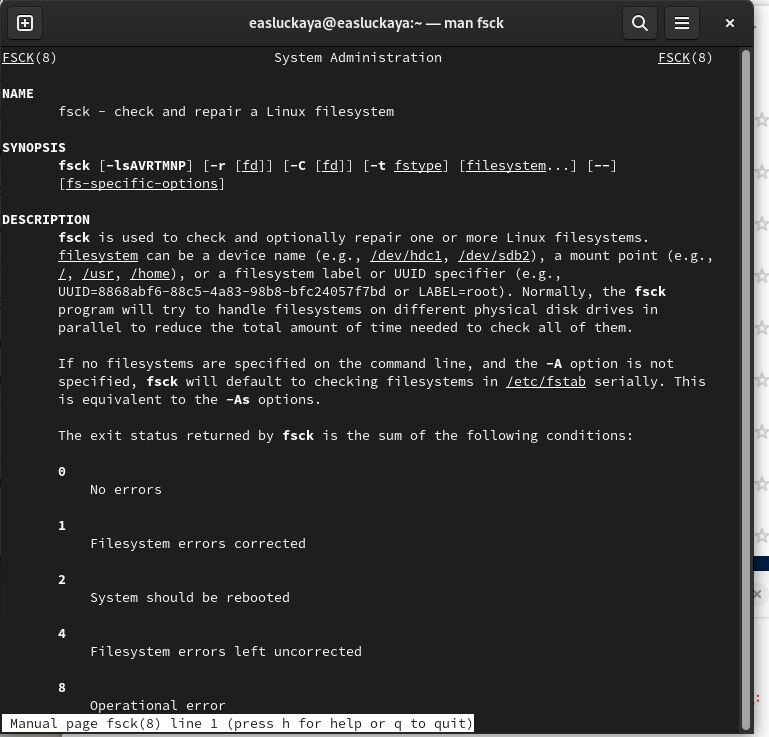 easluckaya@easluckaya:~ — man fsck
FSCK(8) System Administration FSCK(8)
NAME
fsck - check and repair a Linux filesystem
SYNOPSIS
fsck [-lsAVRTMNP] [-r [fd]] [-C [fd]] [-t fstype] [filesystem...] [--]
[fs-specific-options]
DESCRIPTION
fsck is used to check and optionally repair one or more Linux filesystems.
filesystem can be a device name (e.g., /dev/hdc1, /dev/sdb2), a mount point (e.g.,
/, /usr, /home), or a filesystem label or UUID specifier (e.g.,
UUID=8868abf6-88c5-4a83-98b8-bfc24057f7bd or LABEL=root). Normally, the fsck
program will try to handle filesystems on different physical disk drives in
parallel to reduce the total amount of time needed to check all of them.
If no filesystems are specified on the command line, and the -A option is not
specified, fsck will default to checking filesystems in /etc/fstab serially. This
is equivalent to the -As options.
The exit status returned by fsck is the sum of the following conditions:
0
No errors
1
Filesystem errors corrected
2
System should be rebooted
4
Filesystem errors left uncorrected
8
Operational error
Manual page fsck(8) line 1 (press h for help or q to quit)